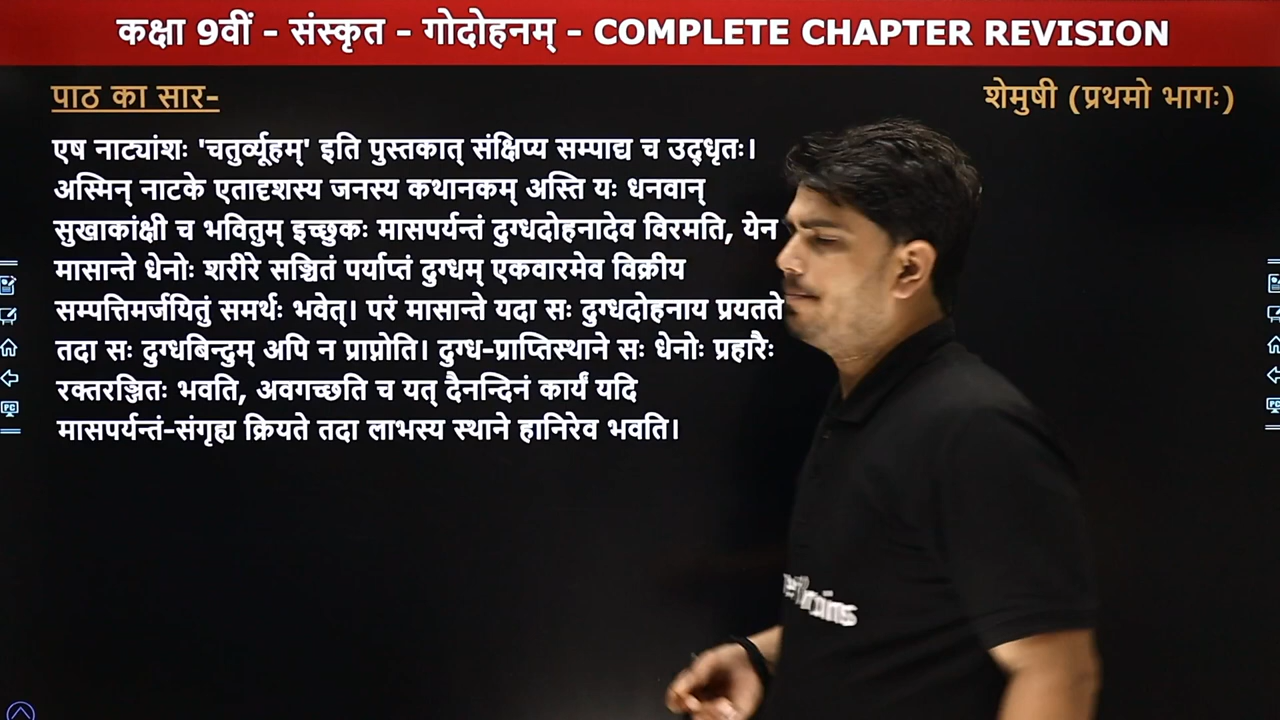 कक्षा 9वीं - संस्कृत - गोदोहनम् - COMPLETE CHAPTER REVISION
पाठ का सार-
शेमुषी (प्रथमो भागः)
एष नाट्यांशः 'चतुर्व्यूहम्' इति पुस्तकात् संक्षिप्य सम्पाद्य च उद्धृतः।
अस्मिन् नाटके एतादृशस्य जनस्य कथानकम् अस्ति यः धनवान्
सुखाकांक्षी च भवितुम् इच्छुकः मासपर्यन्तं दुग्धदोहनादेव विरमति, येन
मासान्ते धेनोः शरीरे सञ्चितं पर्याप्तं दुग्धम् एकवारमेव विक्रीय
सम्पत्तिमर्जयितुं समर्थः भवेत्। परं मासान्ते यदा सः दुग्धदोहनाय प्रयतते
तदा सः दुग्धबिन्दुम् अपि न प्राप्नोति। दुग्ध-प्राप्तिस्थाने सः धेनोः प्रहारैः
रक्तरञ्जितः भवति, अवगच्छति च यत् दैनन्दिनं कार्यं यदि
मासपर्यन्तं-संगृह्य क्रियते तदा लाभस्य स्थाने हानिरेव भवति।